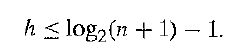 h ≤ log₂(n + 1) − 1.